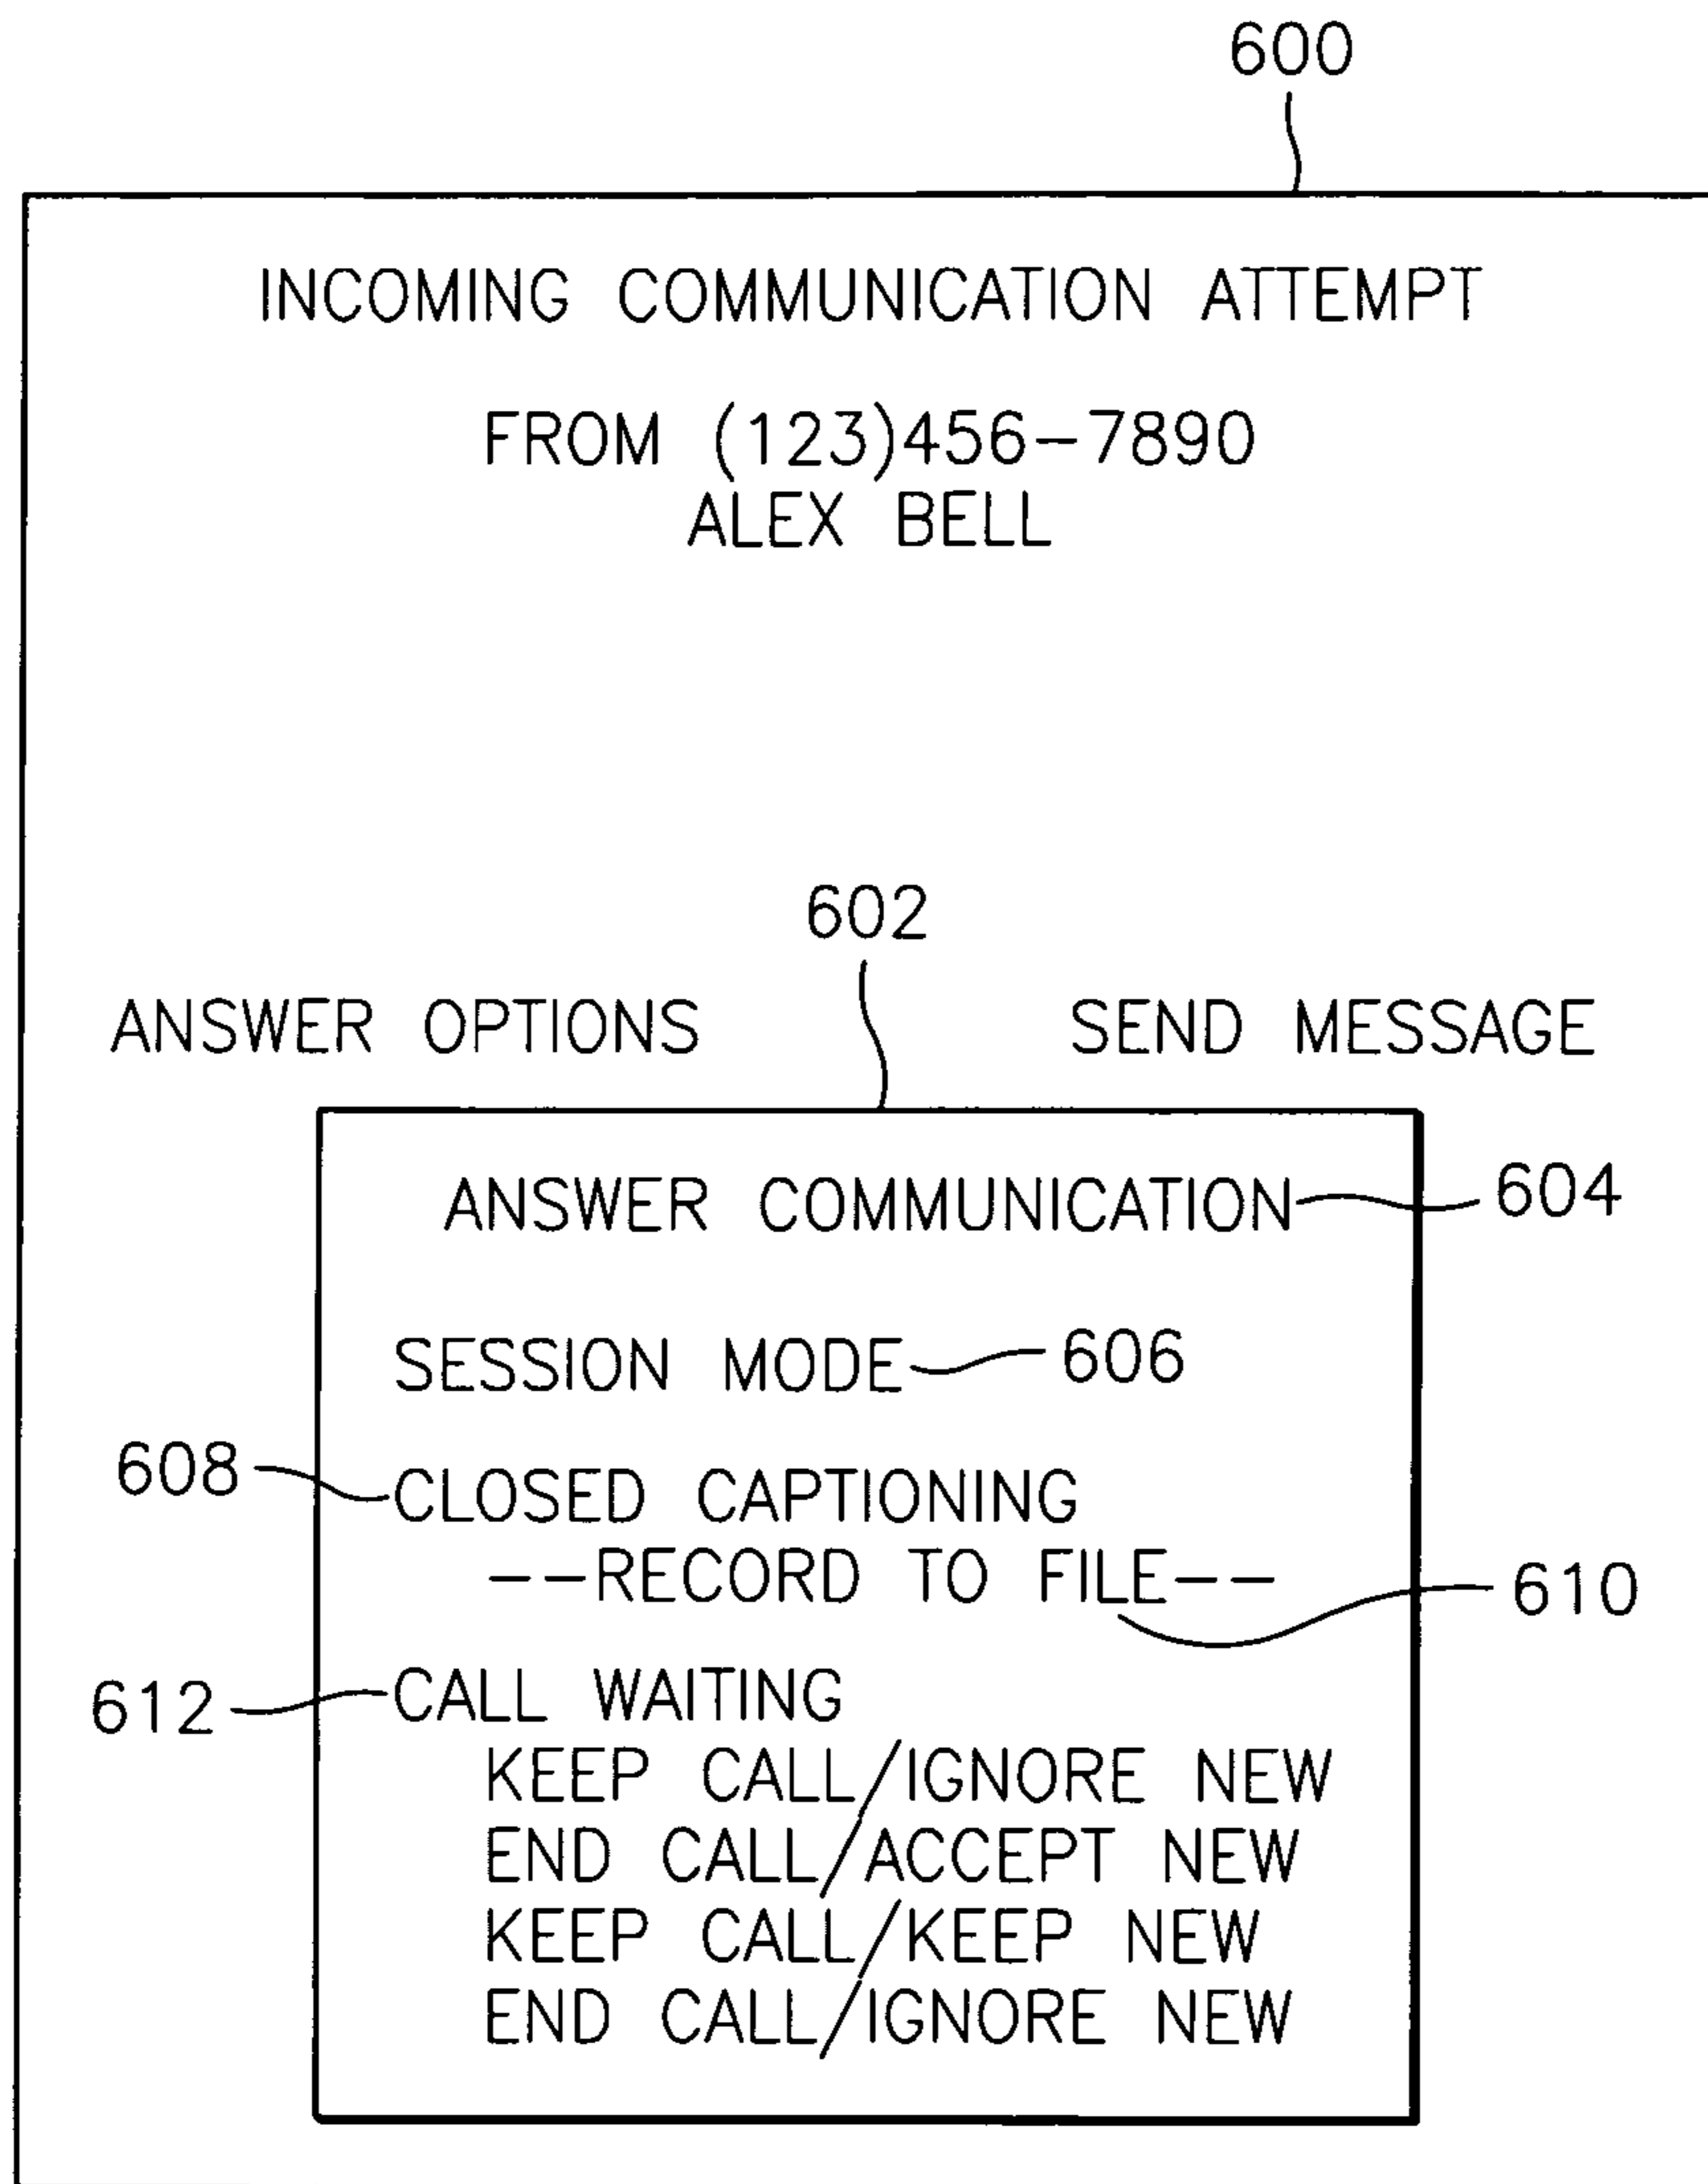 600
INCOMING COMMUNICATION ATTEMPT
FROM (123)456-7890
ALEX BELL
602
ANSWER OPTIONS SEND MESSAGE
ANSWER COMMUNICATION 604
SESSION MODE 606
608 CLOSED CAPTIONING
--RECORD TO FILE-- 610
612 CALL WAITING
KEEP CALL/IGNORE NEW
END CALL/ACCEPT NEW
KEEP CALL/KEEP NEW
END CALL/IGNORE NEW